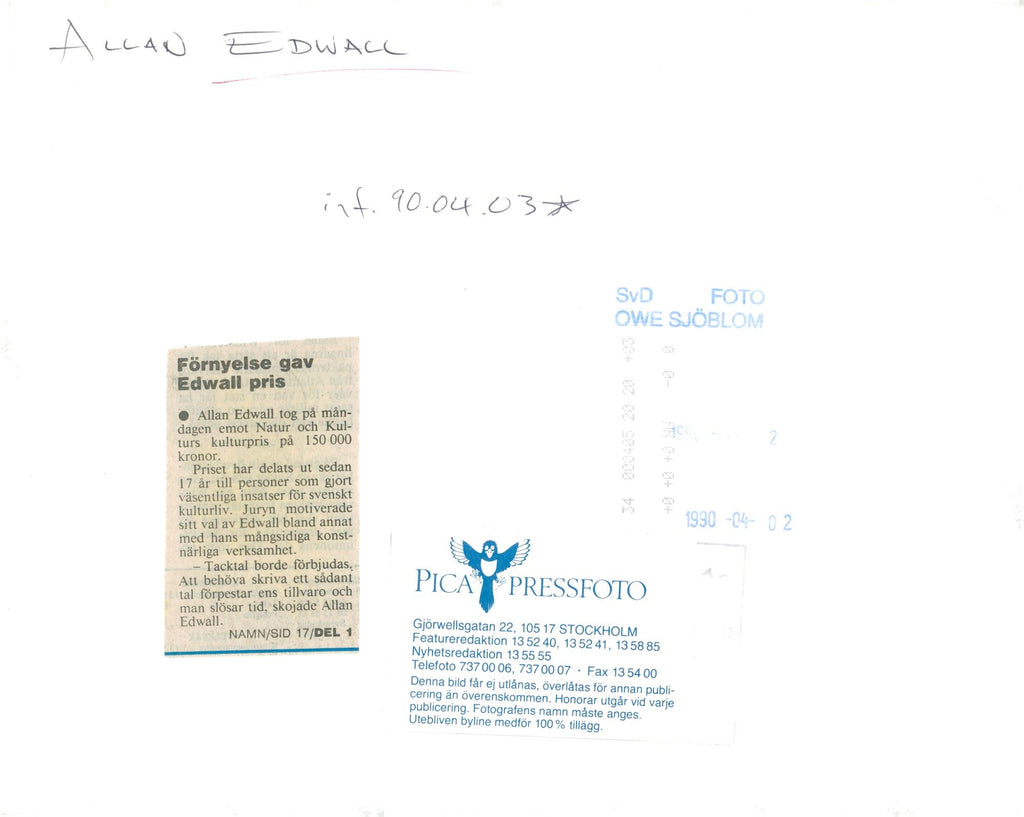 ALLAN EDWALL
inf. 90.04.03
SvD FOTO
OWE SJÖBLOM
1990 -04- 02
Förnyelse gav
Edwall pris
● Allan Edwall tog på mån-
dagen emot Natur och Kul-
turs kulturpris på 150 000
kronor.
Priset har delats ut sedan
17 år till personer som gjort
väsentliga insatser för svenskt
kulturliv. Juryn motiverade
sitt val av Edwall bland annat
med hans mångsidiga konst-
närliga verksamhet.
– Tacktal borde förbjudas.
Att behöva skriva ett sådant
tal förpestar ens tillvaro och
man slösar tid, skojade Allan
Edwall.
NAMN/SID 17/DEL 1
PICA PRESSFOTO
Gjörwellsgatan 22, 105 17 STOCKHOLM
Featureredaktion 13 52 40, 13 52 41, 13 58 85
Nyhetsredaktion 13 55 55
Telefoto 737 00 06, 737 00 07 · Fax 13 54 00
Denna bild får ej utlånas, överlåtas för annan publi-
cering än överenskommen. Honorar utgår vid varje
publicering. Fotografens namn måste anges.
Utebliven byline medför 100% tillägg.